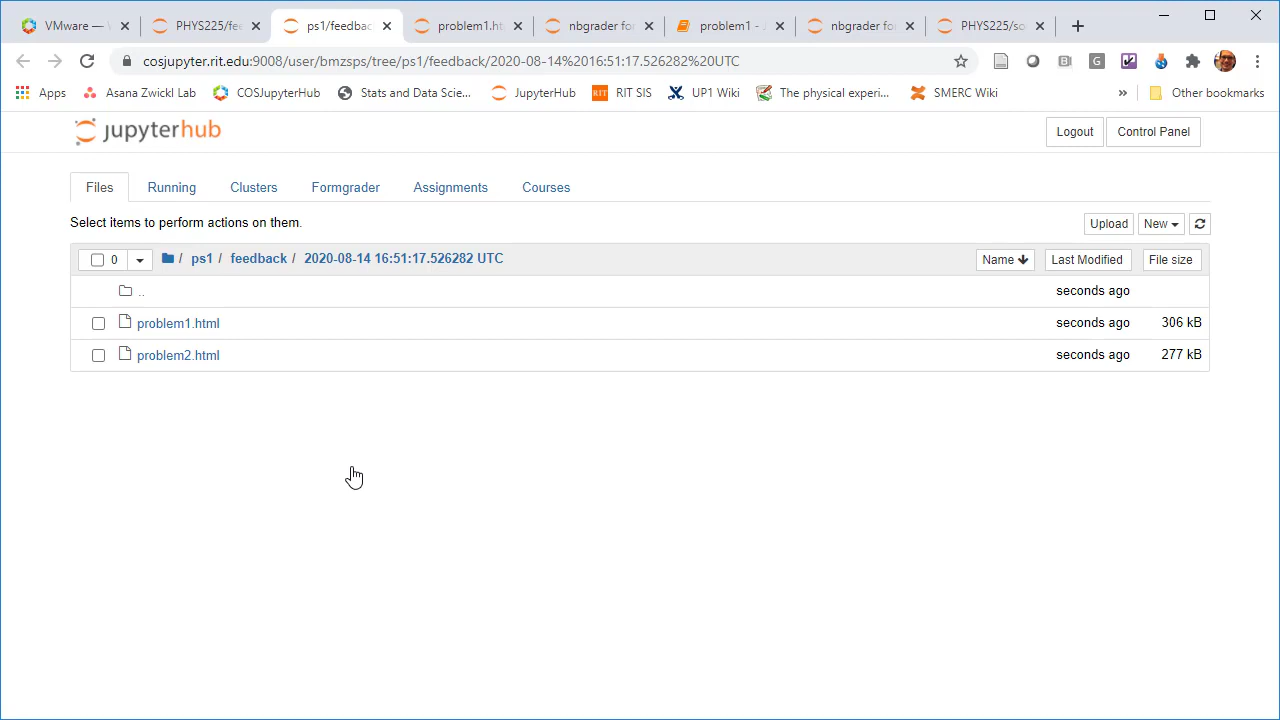 VMware — V
PHYS225/fee
ps1/feedbac
problem1.ht
nbgrader for
problem1 - J
nbgrader for
PHYS225/so
cosjupyter.rit.edu:9008/user/bmzsps/tree/ps1/feedback/2020-08-14%2016:51:17.526282%20UTC
Apps
Asana Zwickl Lab
COSJupyterHub
Stats and Data Scie...
JupyterHub
RIT RIT SIS
UP1 Wiki
The physical experi...
SMERC Wiki
»
Other bookmarks
jupyterhub
Logout
Control Panel
Files
Running
Clusters
Formgrader
Assignments
Courses
Select items to perform actions on them.
Upload
New
0
/ ps1 / feedback / 2020-08-14 16:51:17.526282 UTC
Name
Last Modified
File size
..
seconds ago
problem1.html
seconds ago
306 kB
problem2.html
seconds ago
277 kB